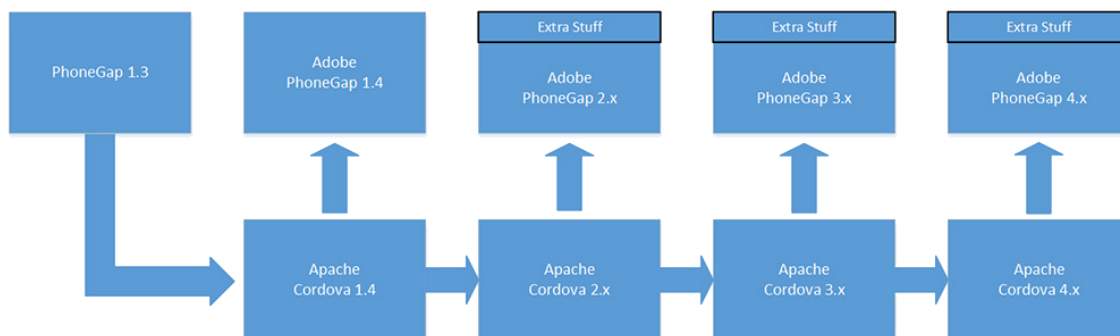 Extra Stuff
Extra Stuff
Extra Stuff
PhoneGap 1.3
Adobe
PhoneGap 1.4
Adobe
PhoneGap 2.x
Adobe
PhoneGap 3.x
Adobe
PhoneGap 4.x
Apache
Cordova 1.4
Apache
Cordova 2.x
Apache
Cordova 3.x
Apache
Cordova 4.x